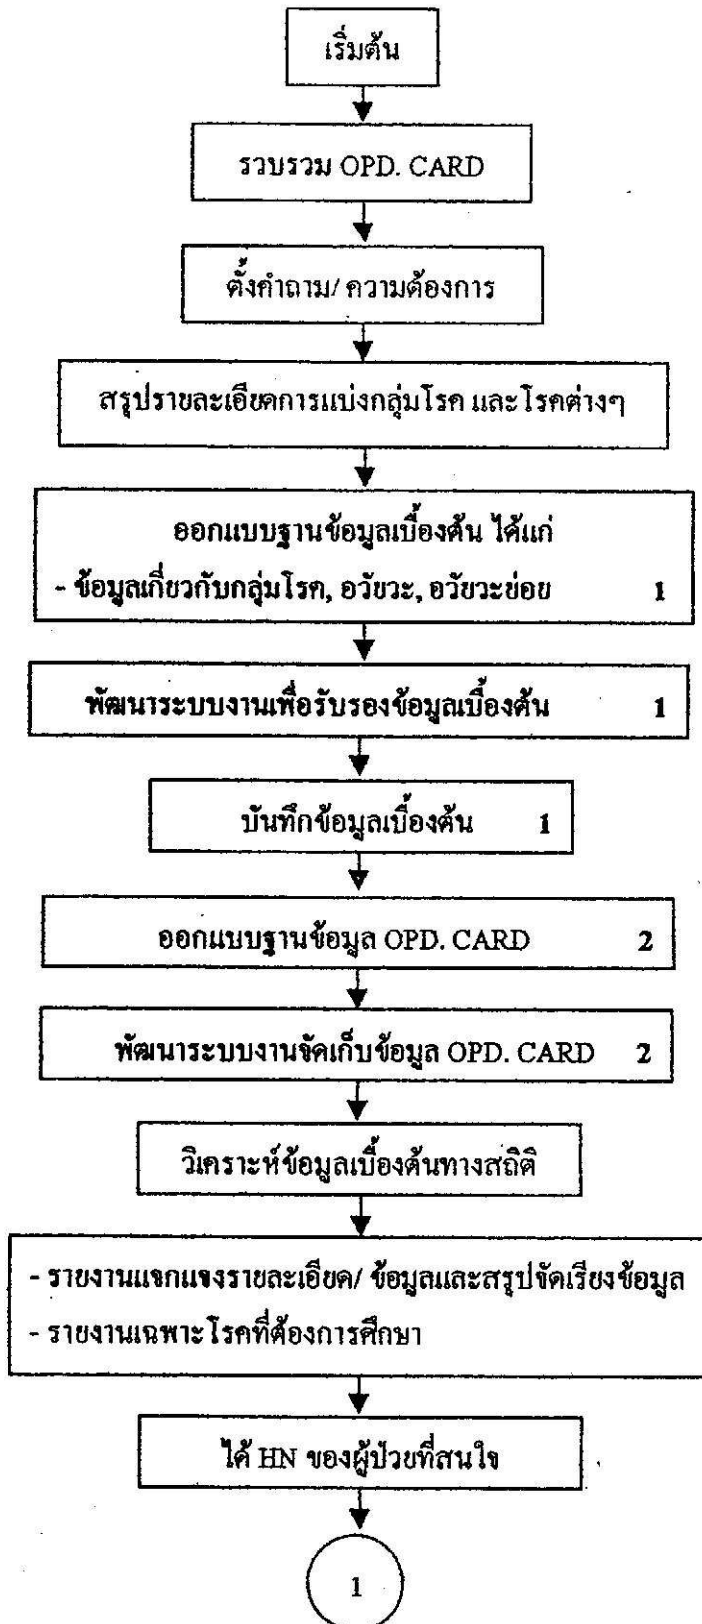 เริ่มต้น
รวบรวม OPD. CARD
ตั้งคำถาม/ ความต้องการ
สรุปรายละเอียดการแบ่งกลุ่มโรค และโรคต่างๆ
ออกแบบฐานข้อมูลเบื้องต้น ได้แก่
- ข้อมูลเกี่ยวกับกลุ่มโรค, อวัยวะ, อวัยวะย่อย 1
พัฒนาระบบงานเพื่อรับรองข้อมูลเบื้องต้น 1
บันทึกข้อมูลเบื้องต้น 1
ออกแบบฐานข้อมูล OPD. CARD 2
พัฒนาระบบงานจัดเก็บข้อมูล OPD. CARD 2
วิเคราะห์ข้อมูลเบื้องต้นทางสถิติ
- รายงานแจกแจงรายละเอียด/ ข้อมูลและสรุปจัดเรียงข้อมูล
- รายงานเฉพาะโรคที่ต้องการศึกษา
ได้ HN ของผู้ป่วยที่สนใจ
1